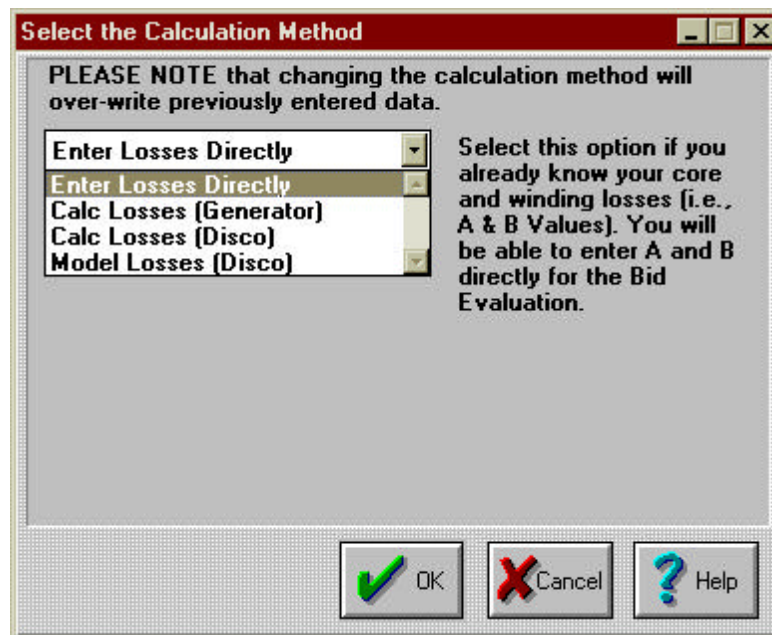 Select the Calculation Method
PLEASE NOTE that changing the calculation method will
over-write previously entered data.
Enter Losses Directly
Enter Losses Directly
Calc Losses (Generator)
Calc Losses (Disco)
Model Losses (Disco)
Select this option if you
already know your core
and winding losses (i.e.,
A & B Values). You will
be able to enter A and B
directly for the Bid
Evaluation.
OK
Cancel
Help